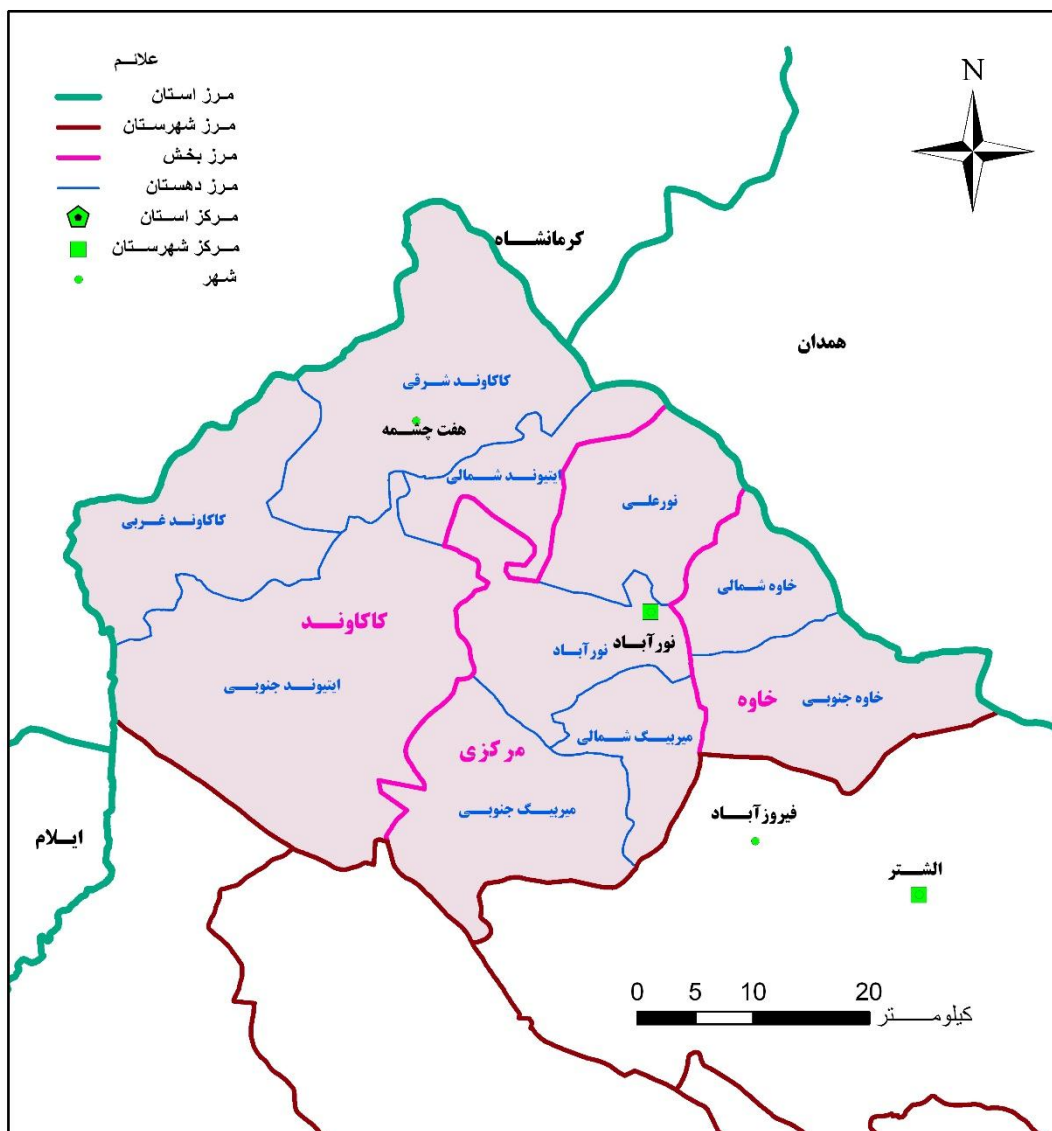 علائم
مرز استان
مرز شهرستان
مرز بخش
مرز دهستان
مرکز استان
مرکز شهرستان
شهر
N
کرمانشاه
همدان
کاکاوند شرقی
هفت چشمه
ایتیوند شمالی
نورعلی
کاکاوند غربی
خاوه شمالی
کاکاوند
نورآباد
نورآباد
ایتیوند جنوبی
خاوه جنوبی
خاوه
میربیگ شمالی
مرکزی
میربیگ جنوبی
فیروزآباد
ایلام
الشتر
0 5 10 20
کیلومتر